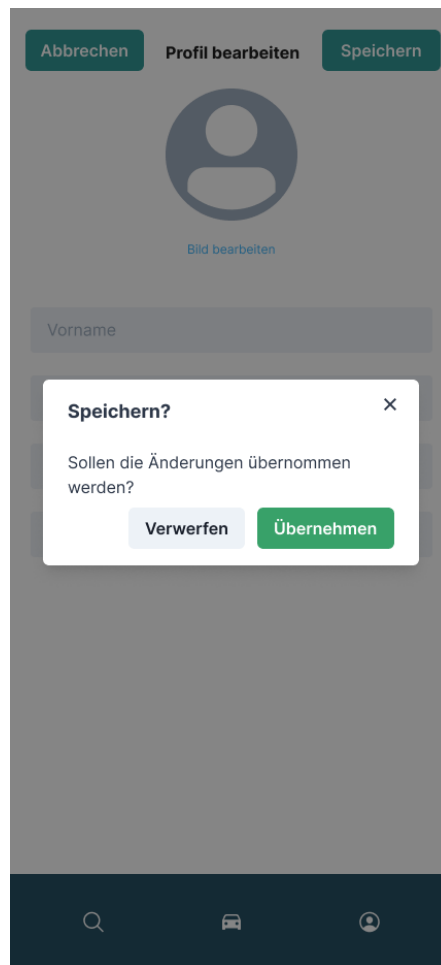 Abbrechen Profil bearbeiten Speichern
Bild bearbeiten
Vorname
Speichern?
Sollen die Änderungen übernommen
werden?
Verwerfen Übernehmen